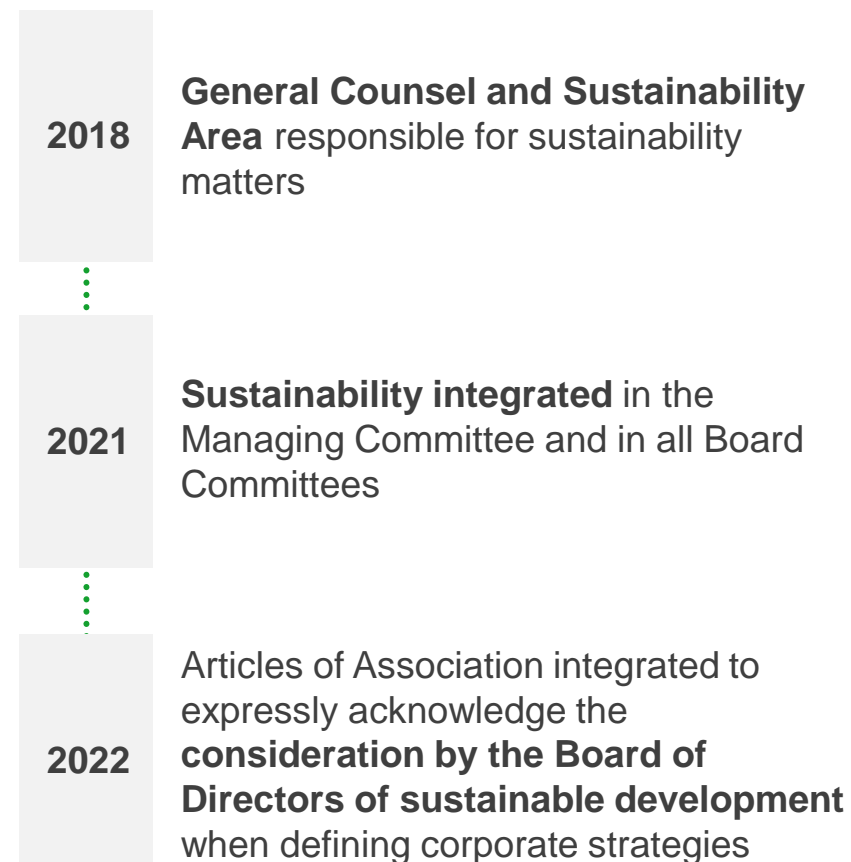 2018
General Counsel and Sustainability
Area responsible for sustainability
matters
2021
Sustainability integrated in the
Managing Committee and in all Board
Committees
2022
Articles of Association integrated to
expressly acknowledge the
consideration by the Board of
Directors of sustainable development
when defining corporate strategies